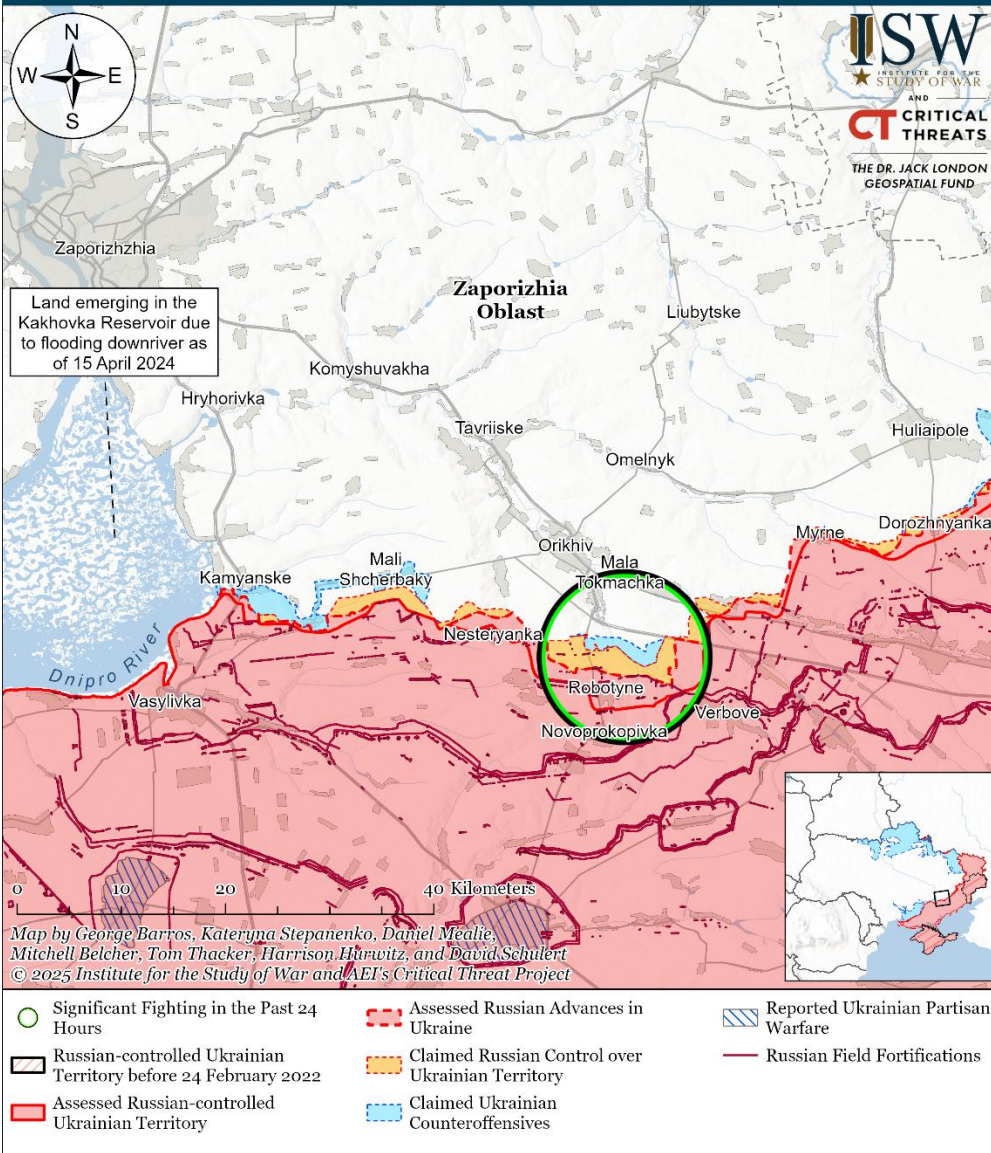 N
W
E
S
ISW
INSTITUTE FOR THE
STUDY OF WAR
AND
CT CRITICAL
THREATS
THE DR. JACK LONDON
GEOSPATIAL FUND
Zaporizhzhia
Land emerging in the
Kakhovka Reservoir due
to flooding downriver as
of 15 April 2024
Zaporizhia
Oblast
Liubytske
Komyshuvakha
Hryhorivka
Tavriiske
Huliaipole
Omelnyk
Orikhiv
Myrne
Dorozhnyanka
Mali
Shcherbaky
Mala
Tokmachka
Kamyanske
Nesteryanka
Dnipro River
Robotyne
Vasylivka
Verbove
Novoprokopivka
0 10 20 40 Kilometers
Map by George Barros, Kateryna Stepanenko, Daniel Mealie,
Mitchell Belcher, Tom Thacker, Harrison Hurwitz, and David Schulert
© 2025 Institute for the Study of War and AEI's Critical Threat Project
Significant Fighting in the Past 24
Hours
Russian-controlled Ukrainian
Territory before 24 February 2022
Assessed Russian-controlled
Ukrainian Territory
Assessed Russian Advances in
Ukraine
Claimed Russian Control over
Ukrainian Territory
Claimed Ukrainian
Counteroffensives
Reported Ukrainian Partisan
Warfare
Russian Field Fortifications